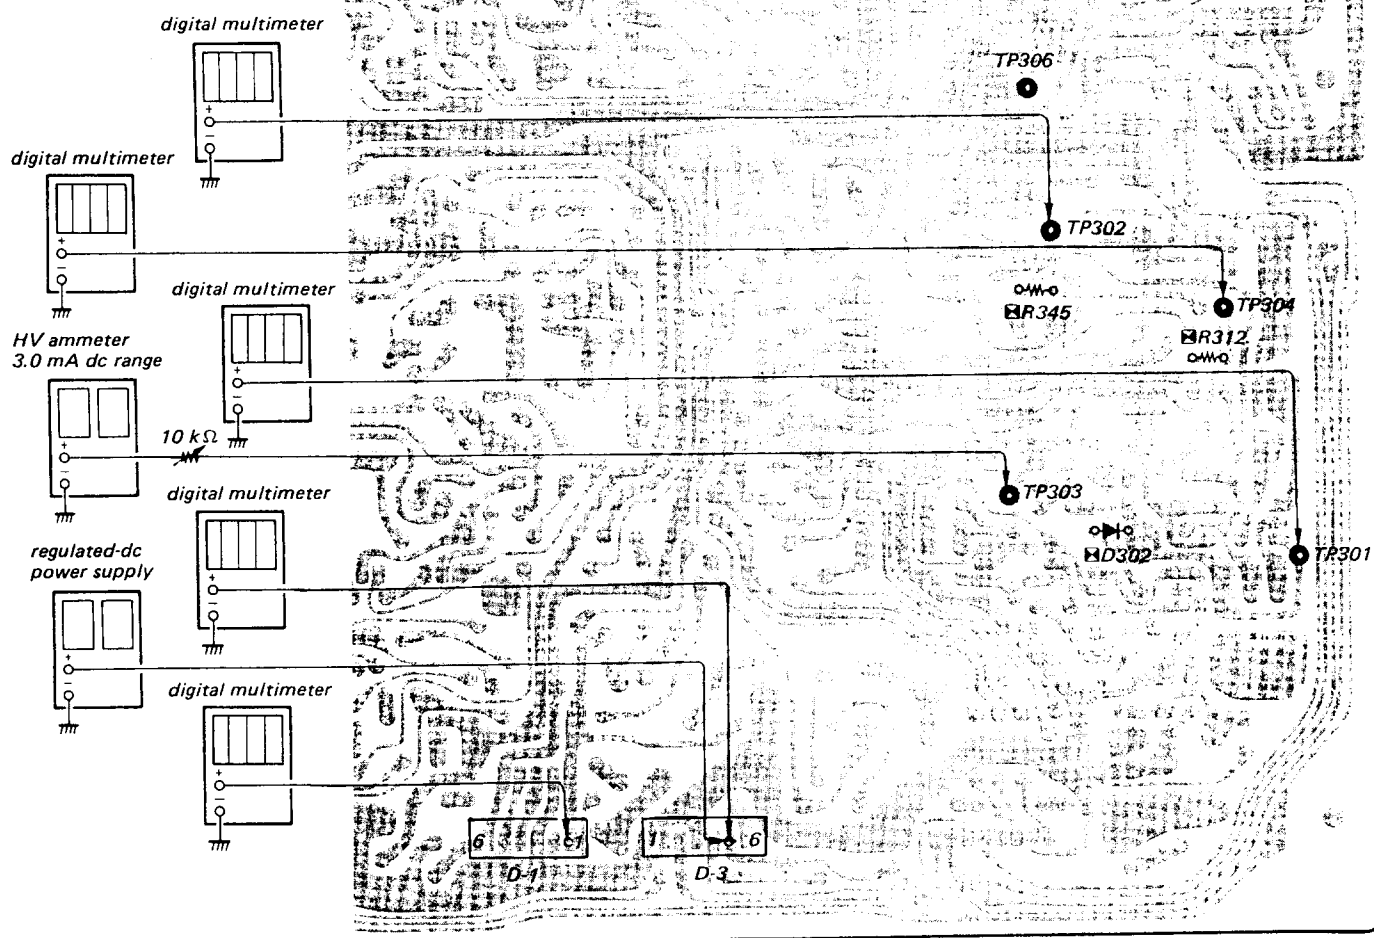 digital multimeter
TP306
digital multimeter
TP302
digital multimeter
R345
TP304
HV ammeter
3.0 mA dc range
R312
10 kΩ
TP303
digital multimeter
D302
TP301
regulated-dc
power supply
digital multimeter
6 1
1 6
D-1
D-3